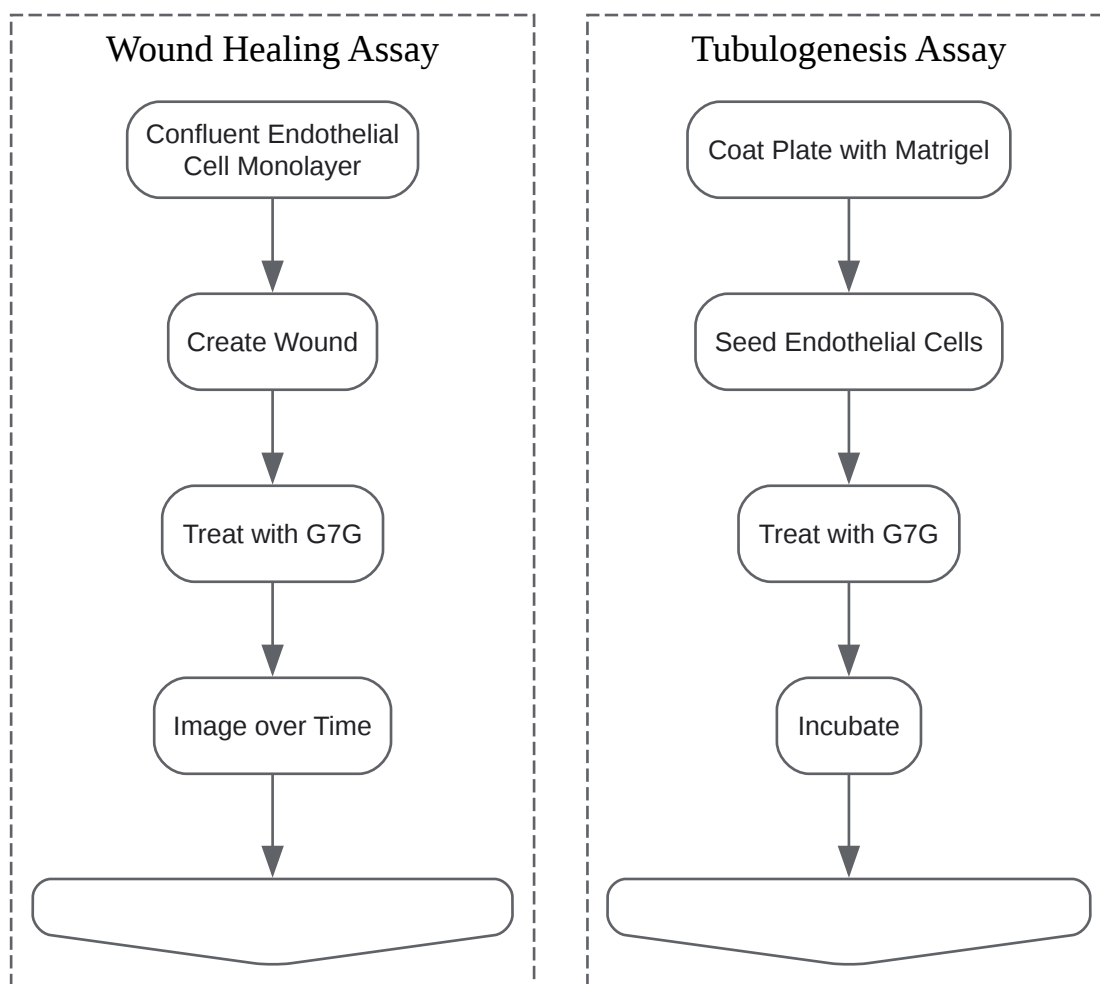 Wound Healing Assay
Confluent Endothelial
Cell Monolayer
Create Wound
Treat with G7G
Image over Time
Tubulogenesis Assay
Coat Plate with Matrigel
Seed Endothelial Cells
Treat with G7G
Incubate